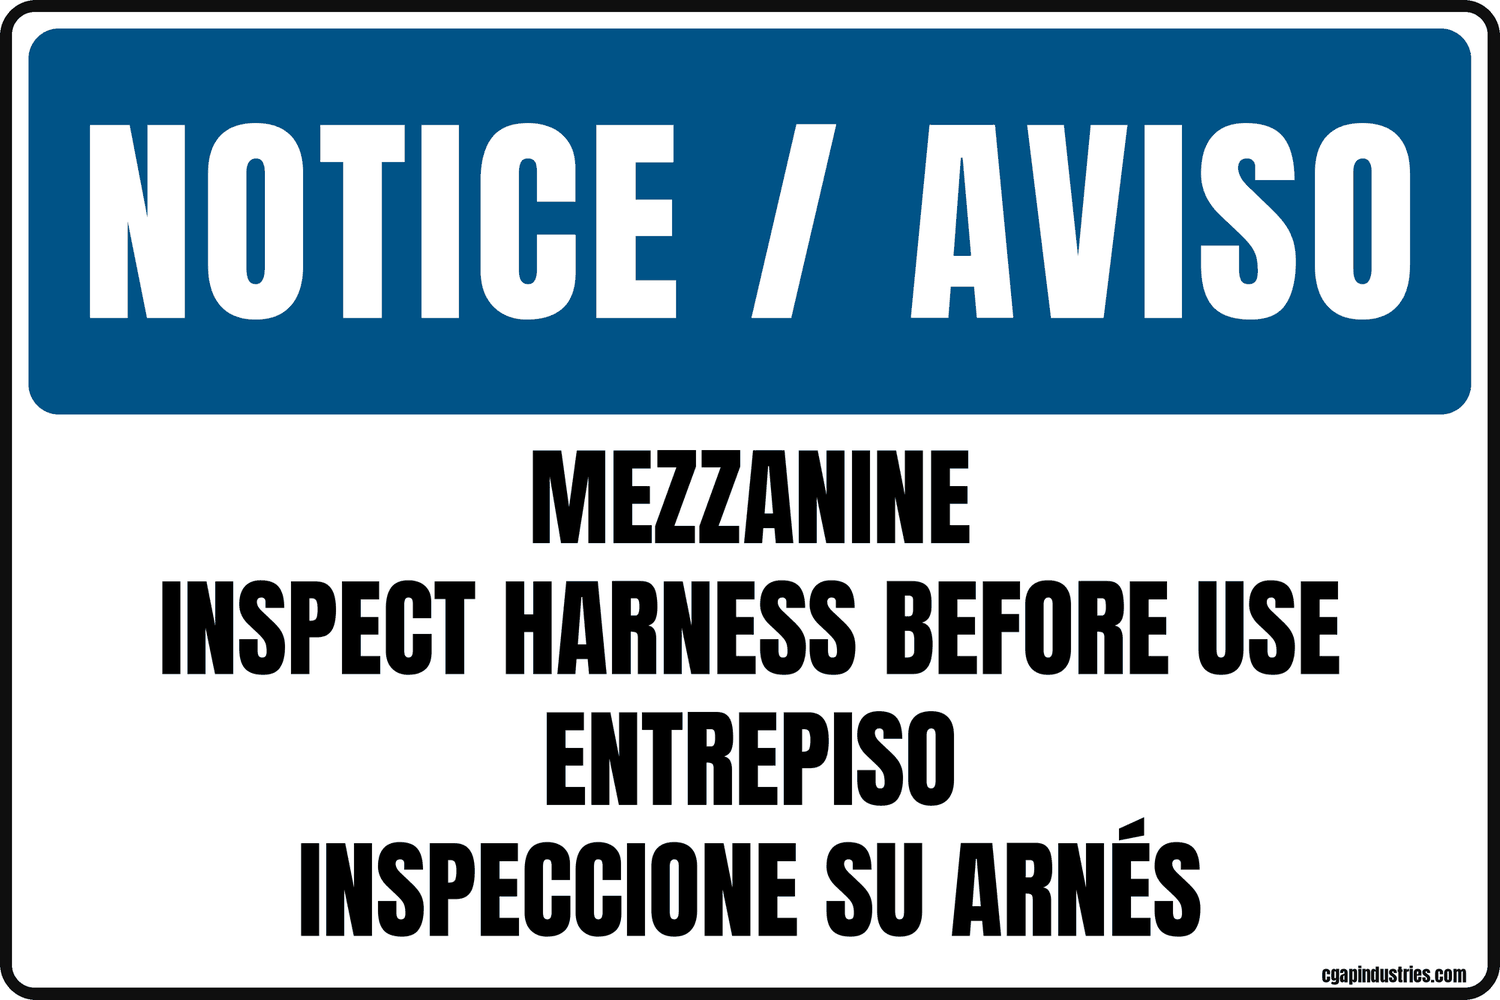 NOTICE / AVISO
MEZZANINE
INSPECT HARNESS BEFORE USE
ENTREPISO
INSPECCIONE SU ARNÉS
cgapindustries.com